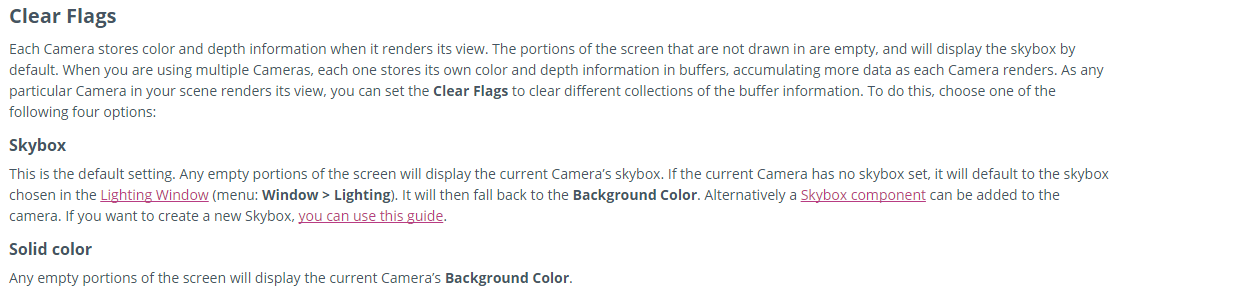 Clear Flags
Each Camera stores color and depth information when it renders its view. The portions of the screen that are not drawn in are empty, and will display the skybox by
default. When you are using multiple Cameras, each one stores its own color and depth information in buffers, accumulating more data as each Camera renders. As any
particular Camera in your scene renders its view, you can set the Clear Flags to clear different collections of the buffer information. To do this, choose one of the
following four options:
Skybox
This is the default setting. Any empty portions of the screen will display the current Camera's skybox. If the current Camera has no skybox set, it will default to the skybox
chosen in the Lighting Window (menu: Window > Lighting). It will then fall back to the Background Color. Alternatively a Skybox component can be added to the
camera. If you want to create a new Skybox, you can use this guide.
Solid color
Any empty portions of the screen will display the current Camera's Background Color.